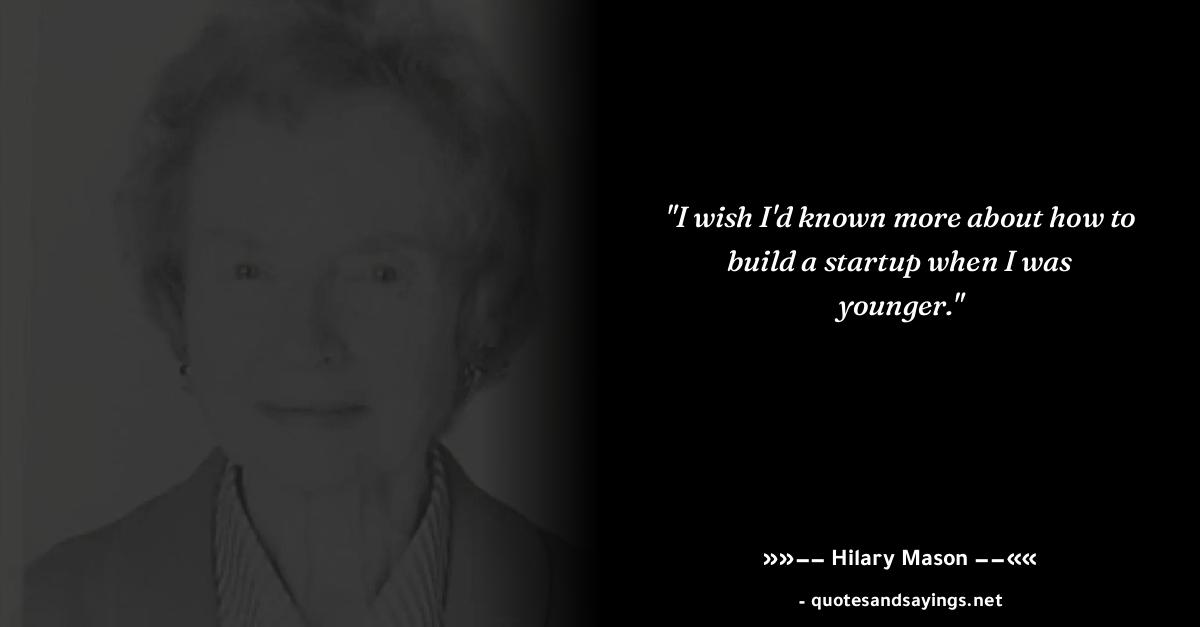 "I wish I'd known more about how to
build a startup when I was
younger."
»»−− Hilary Mason −−««
- quotesandsayings.net